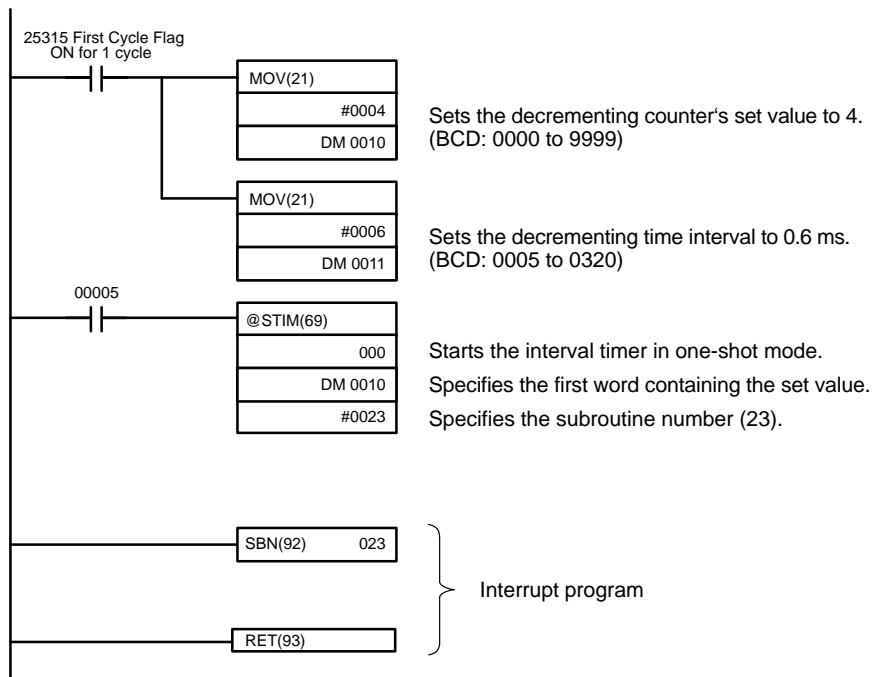 25315 First Cycle Flag
ON for 1 cycle
MOV(21)
#0004
DM 0010
Sets the decrementing counter‘s set value to 4.
(BCD: 0000 to 9999)
MOV(21)
#0006
DM 0011
Sets the decrementing time interval to 0.6 ms.
(BCD: 0005 to 0320)
00005
@STIM(69)
000
Starts the interval timer in one-shot mode.
DM 0010
Specifies the first word containing the set value.
#0023
Specifies the subroutine number (23).
SBN(92) 023
Interrupt program
RET(93)